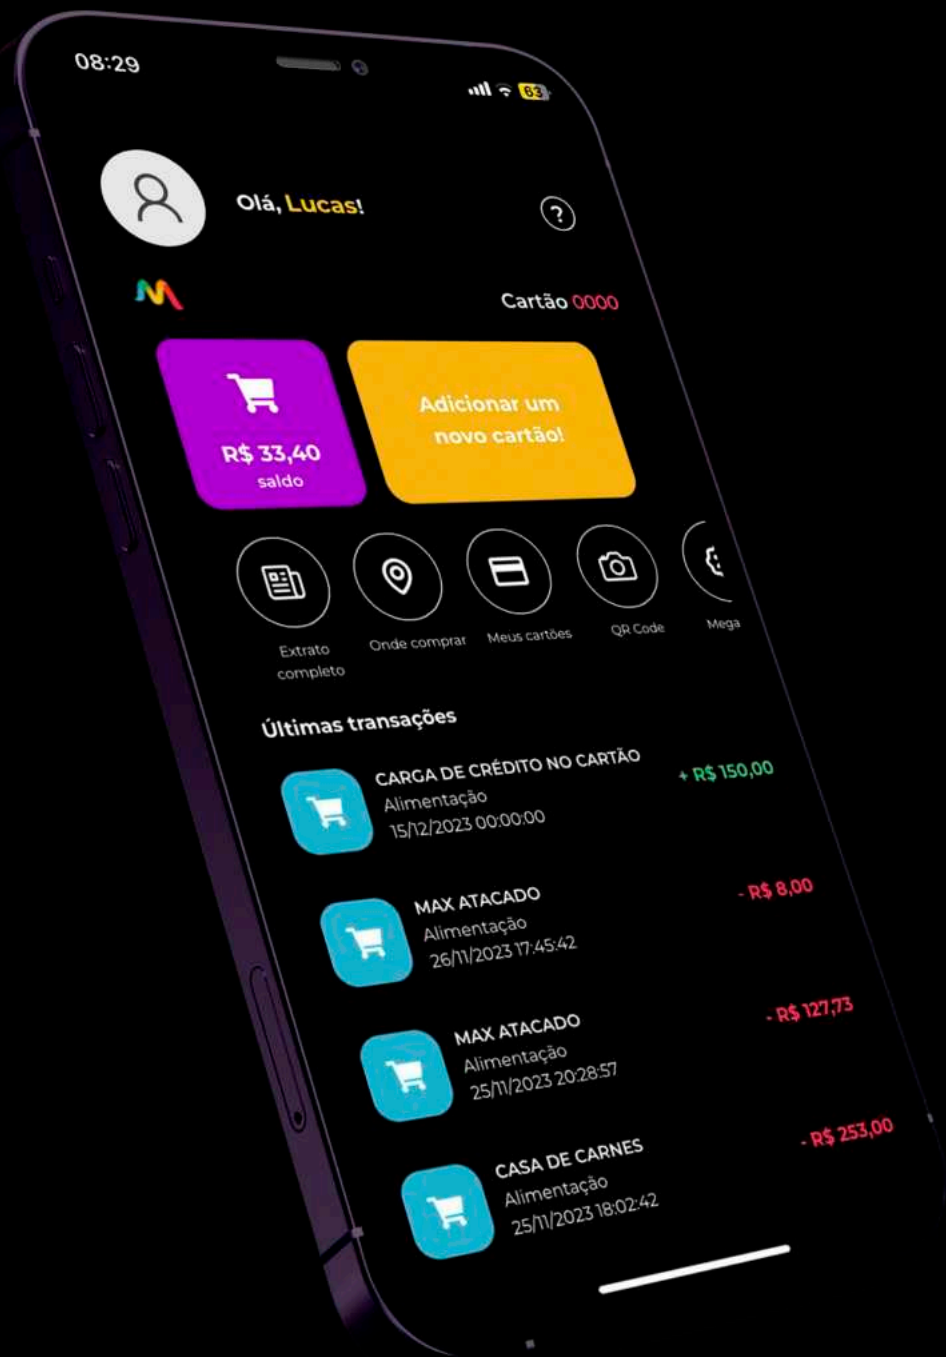 08:29
63
Olá, Lucas!
?
Cartão 0000
R$ 33,40
saldo
Adicionar um
novo cartão!
Extrato
completo
Onde comprar
Meus cartões
QR Code
Mega
Últimas transações
CARGA DE CRÉDITO NO CARTÃO
Alimentação
15/12/2023 00:00:00
+ R$ 150,00
MAX ATACADO
Alimentação
26/11/2023 17:45:42
- R$ 8,00
MAX ATACADO
Alimentação
25/11/2023 20:28:57
- R$ 127,73
CASA DE CARNES
Alimentação
25/11/2023 18:02:42
- R$ 253,00